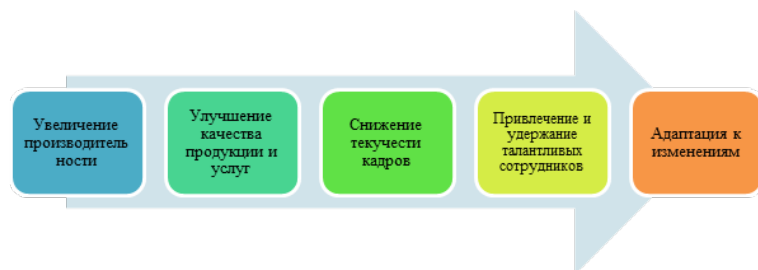 Увеличение
производитель
ности
Улучшение
качества
продукции и
услуг
Снижение
текучести
кадров
Привлечение и
удержание
талантливых
сотрудников
Адаптация к
изменениям